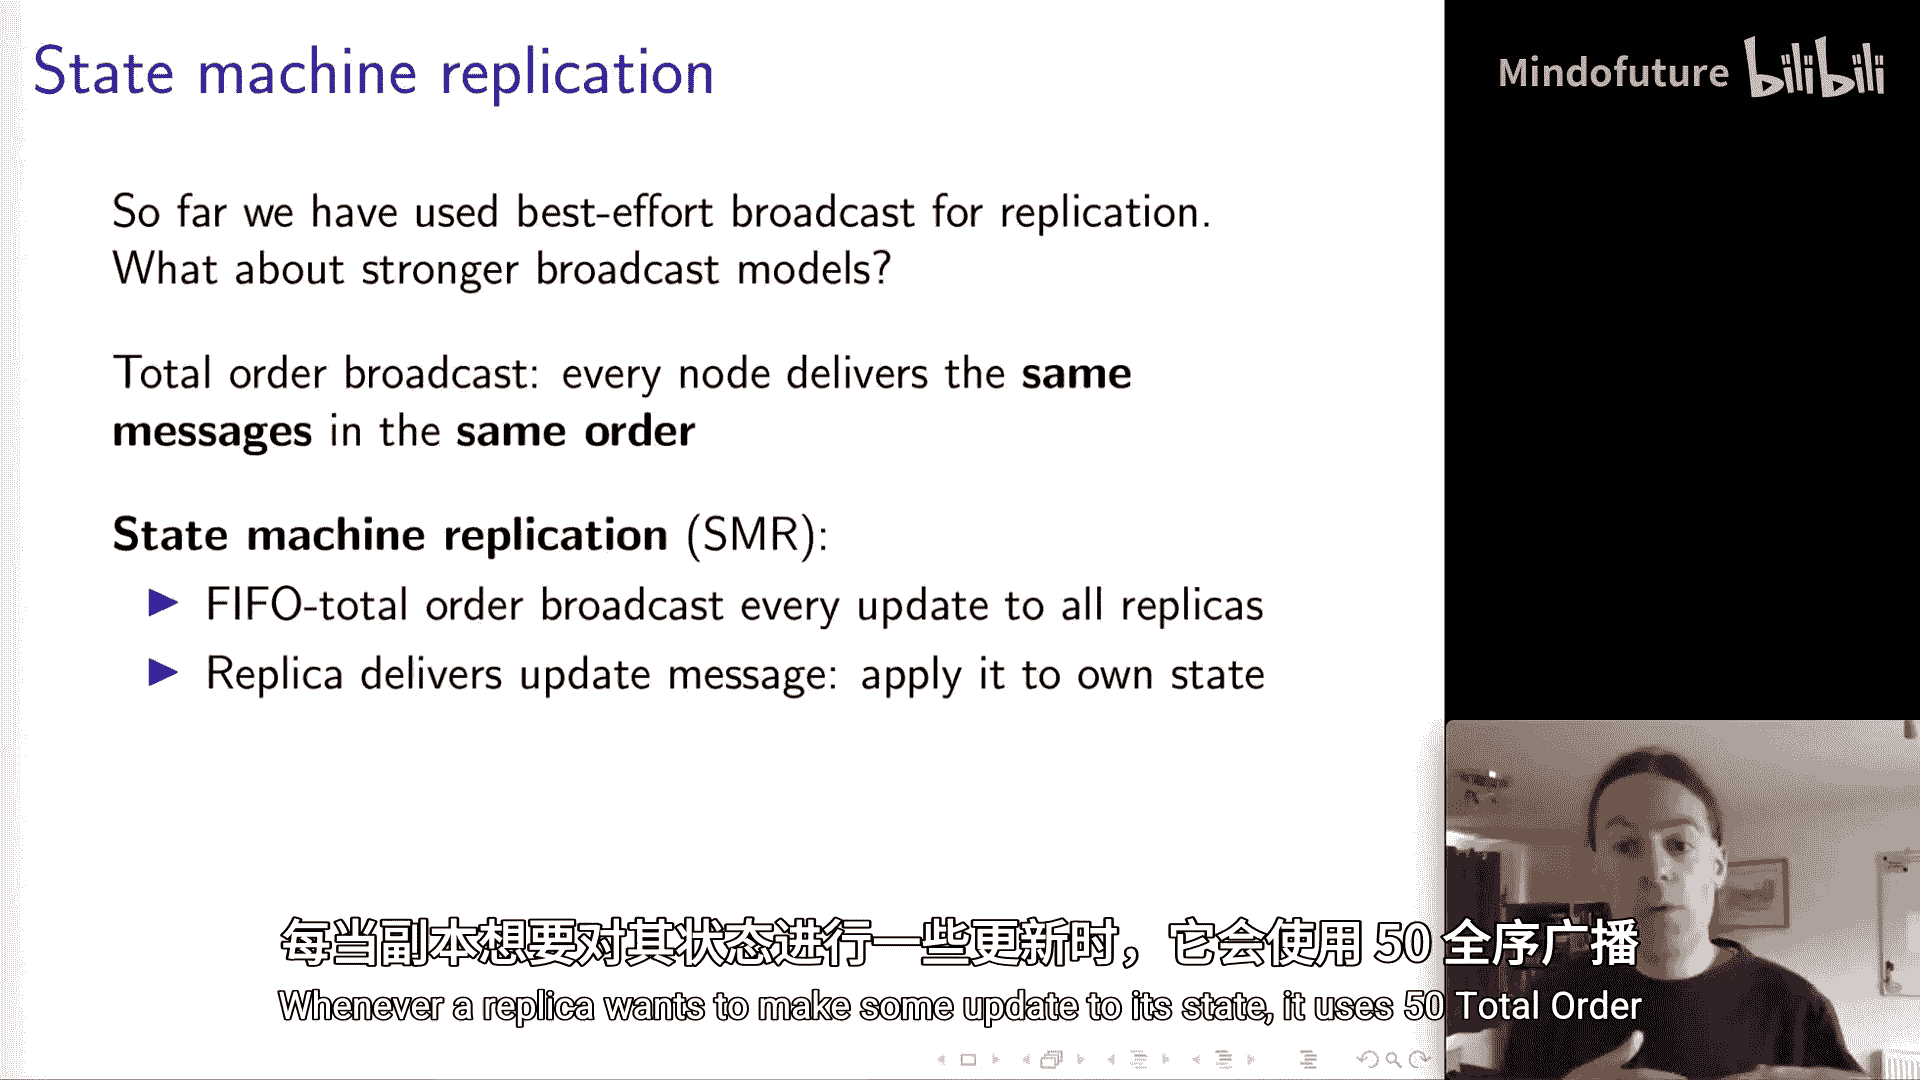 State machine replication
Mindofuture bilibili
So far we have used best-effort broadcast for replication.
What about stronger broadcast models?
Total order broadcast: every node delivers the same
messages in the same order
State machine replication (SMR):
FIFO-total order broadcast every update to all replicas
Replica delivers update message: apply it to own state
每当副本想要对其状态进行一些更新时，它会使用 50 全序广播
Whenever a replica wants to make some update to its state, it uses 50 Total Order